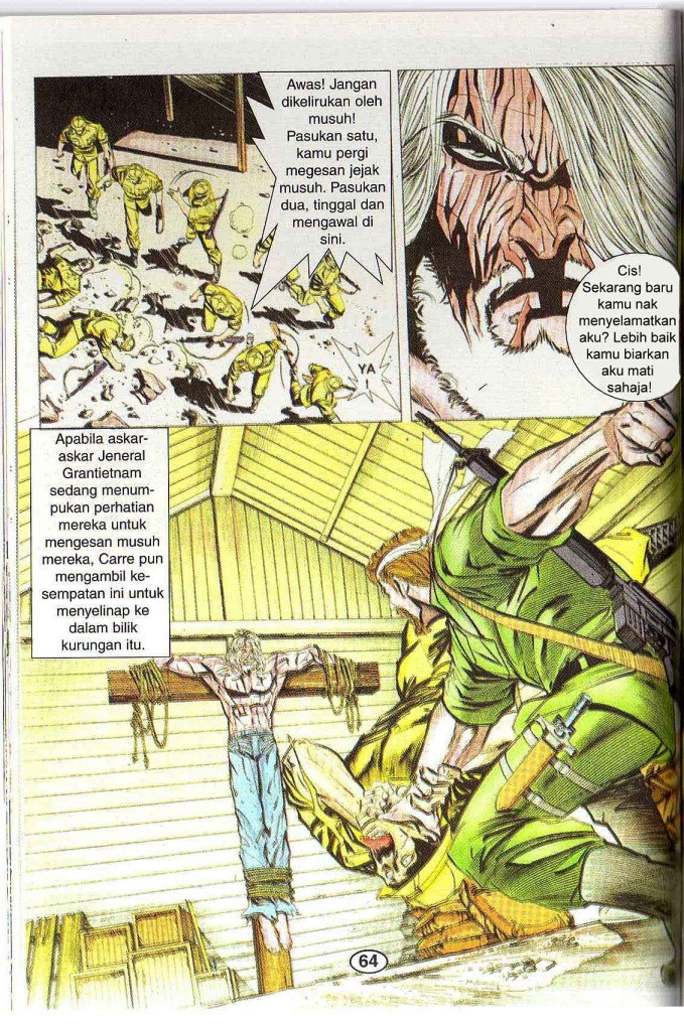 Awas! Jangan
dikelirukan oleh
musuh!
Pasukan satu,
kamu pergi
megesan jejak
musuh. Pasukan
dua, tinggal dan
mengawal di
sini.
YA
!
Cis!
Sekarang baru
kamu nak
menyelamatkan
aku? Lebih baik
kamu biarkan
aku mati
sahaja!
Apabila askar-
askar Jeneral
Grantietnam
sedang menum-
pukan perhatian
mereka untuk
mengesan musuh
mereka, Carre pun
mengambil ke-
sempatan ini untuk
menyelinap ke
dalam bilik
kurungan itu.
64